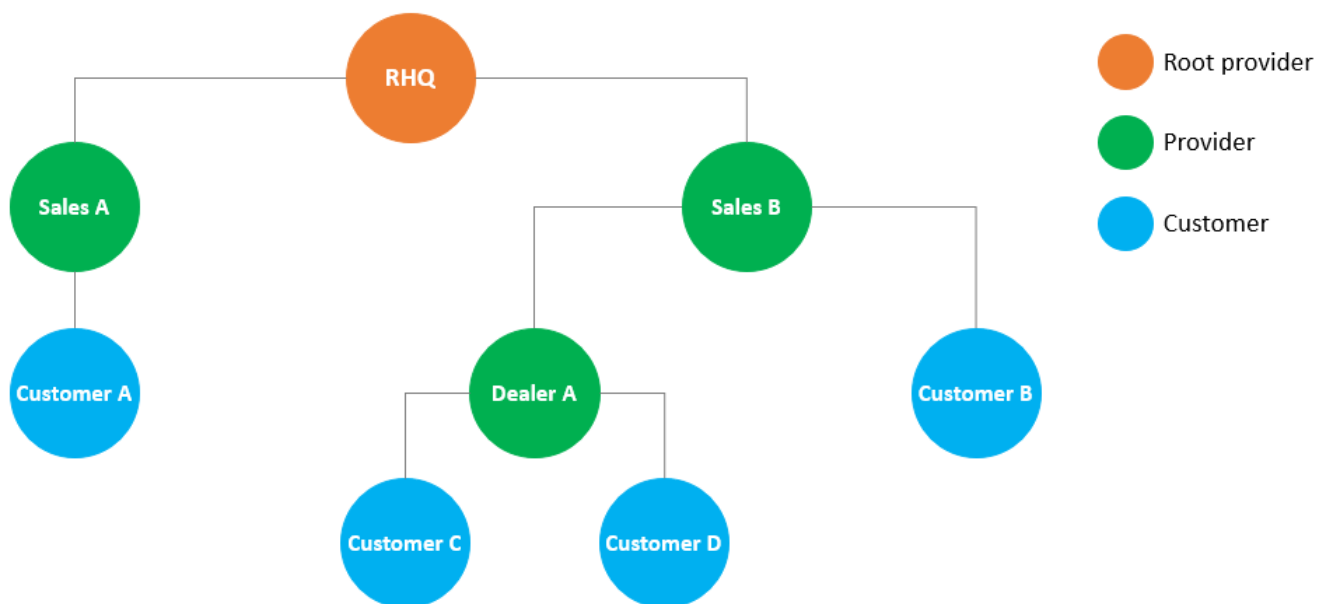 RHQ
Root provider
Provider
Sales A
Sales B
Customer
Customer A
Dealer A
Customer B
Customer C
Customer D